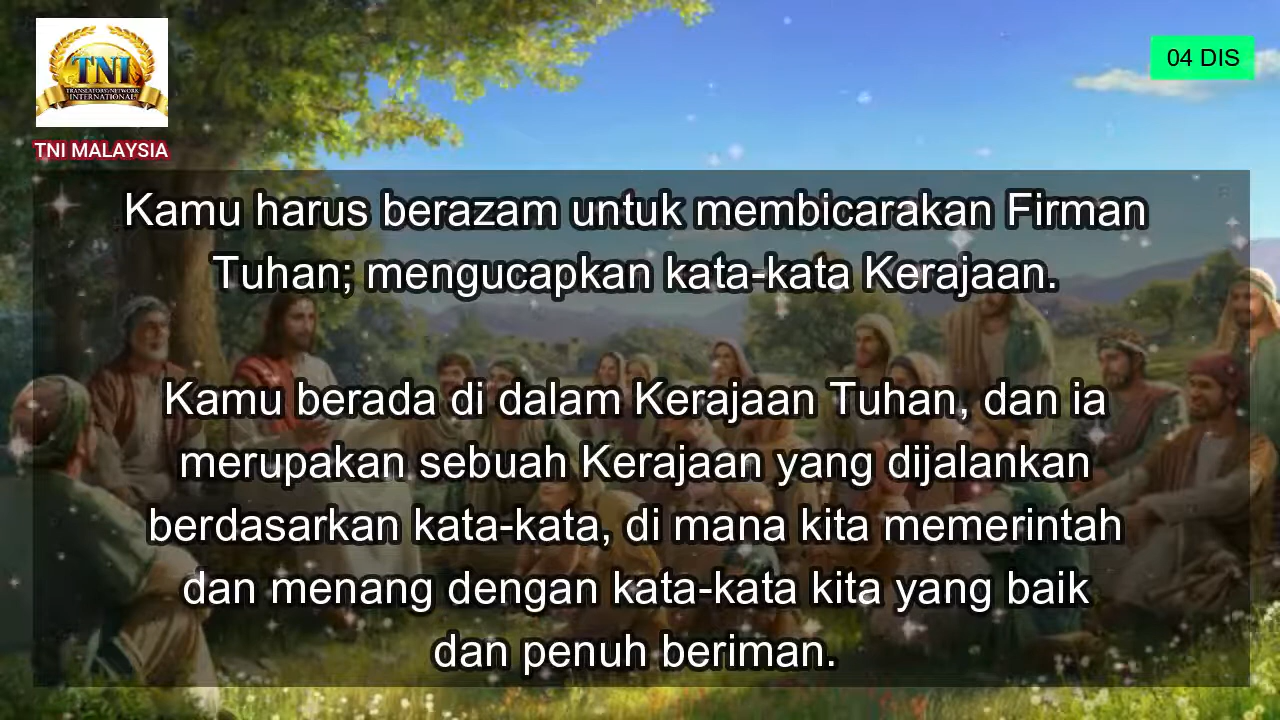 TNI
TRANSLATORS NETWORK
INTERNATIONAL
TNI MALAYSIA
04 DIS
Kamu harus berazam untuk membicarakan Firman
Tuhan; mengucapkan kata-kata Kerajaan.
Kamu berada di dalam Kerajaan Tuhan, dan ia
merupakan sebuah Kerajaan yang dijalankan
berdasarkan kata-kata, di mana kita memerintah
dan menang dengan kata-kata kita yang baik
dan penuh beriman.